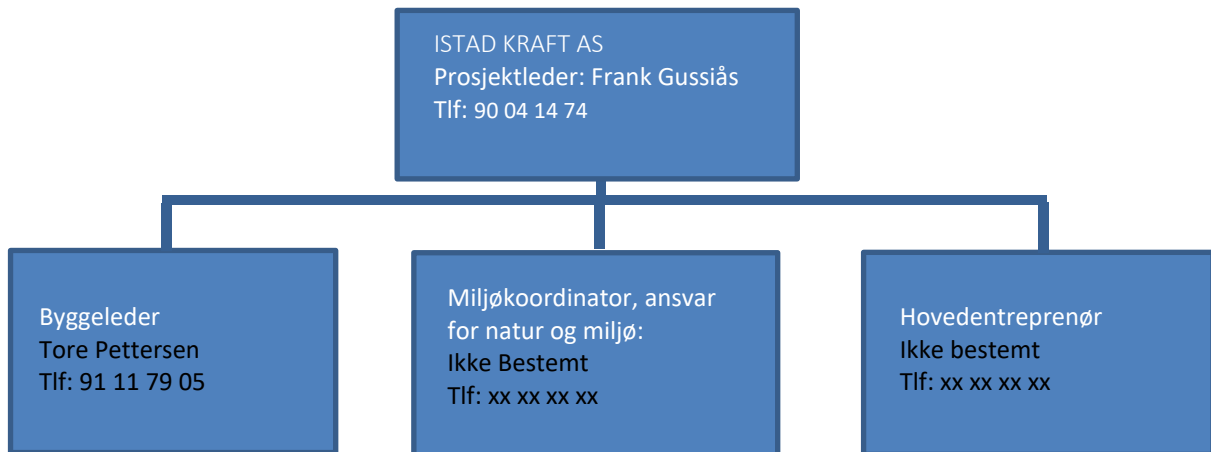 ISTAD KRAFT AS
Prosjektleder: Frank Gussiås
Tlf: 90 04 14 74
Byggeleder
Tore Pettersen
Tlf: 91 11 79 05
Miljøkoordinator, ansvar
for natur og miljø:
Ikke Bestemt
Tlf: xx xx xx xx
Hovedentreprenør
Ikke bestemt
Tlf: xx xx xx xx